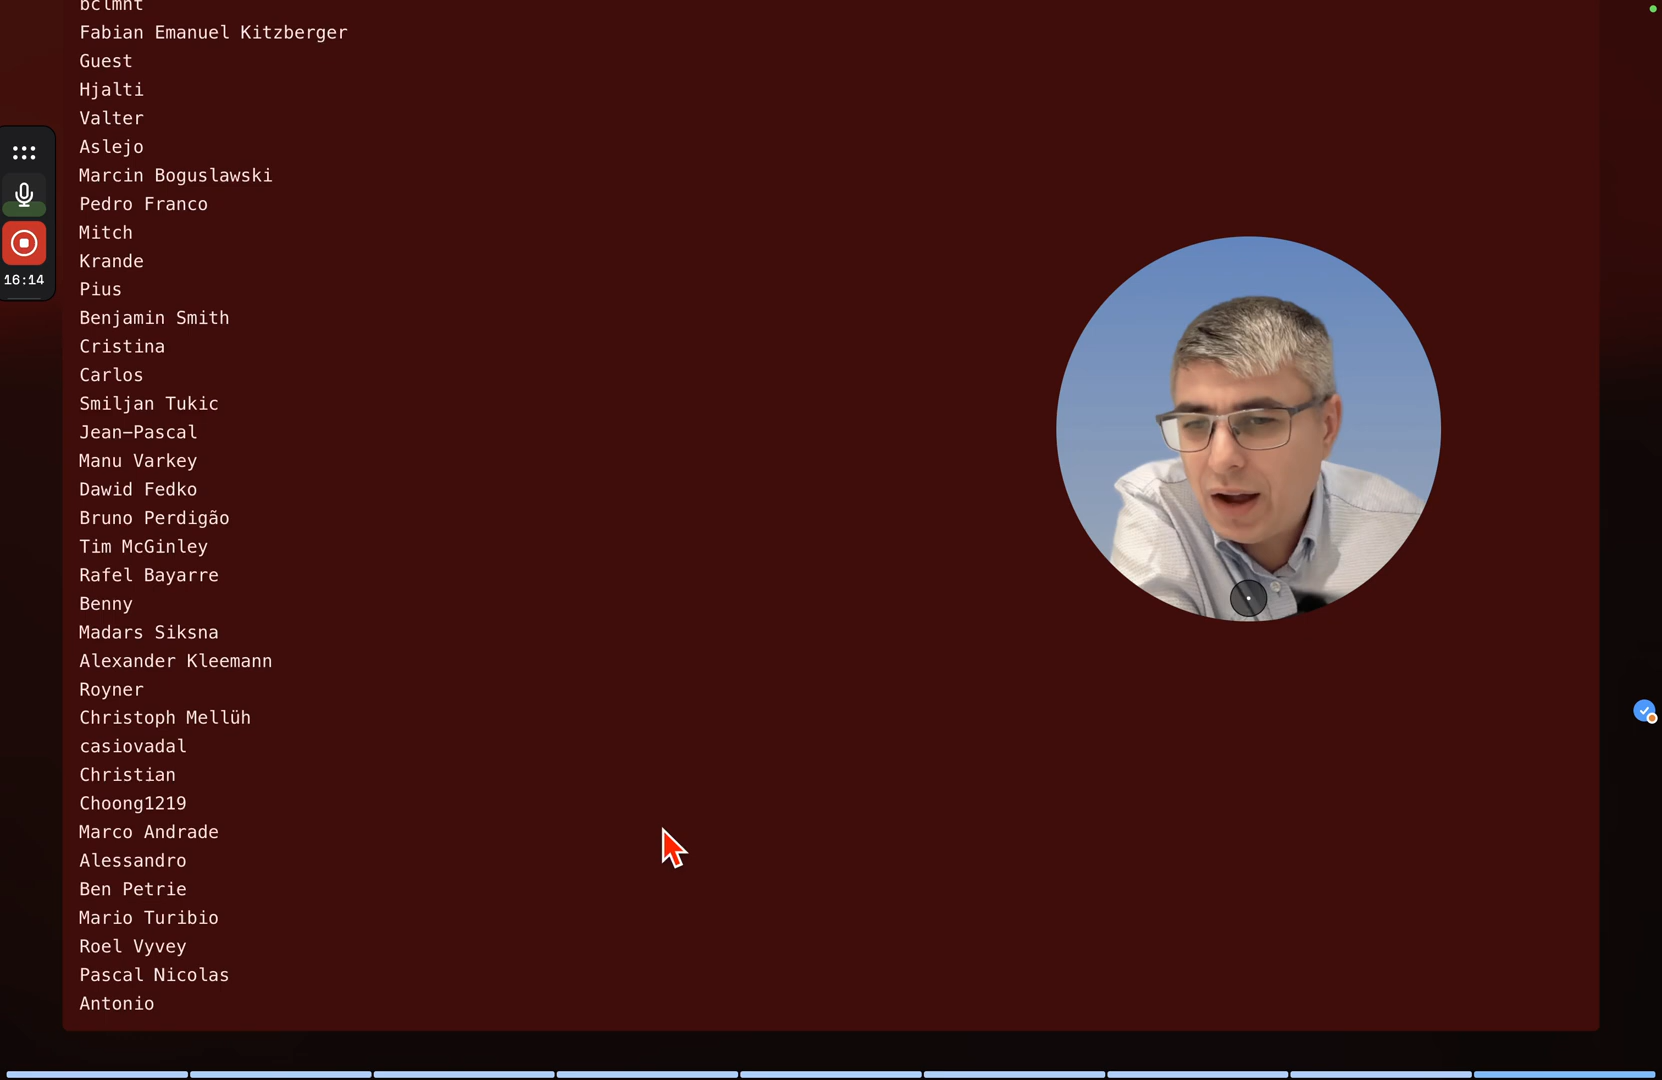 bclmnt
Fabian Emanuel Kitzberger
Guest
Hjalti
Valter
Aslejo
Marcin Boguslawski
Pedro Franco
Mitch
Krande
16:14
Pius
Benjamin Smith
Cristina
Carlos
Smiljan Tukic
Jean-Pascal
Manu Varkey
Dawid Fedko
Bruno Perdigão
Tim McGinley
Rafel Bayarre
Benny
Madars Siksna
Alexander Kleemann
Royner
Christoph Mellüh
casiovadal
Christian
Choong1219
Marco Andrade
Alessandro
Ben Petrie
Mario Turibio
Roel Vyvey
Pascal Nicolas
Antonio